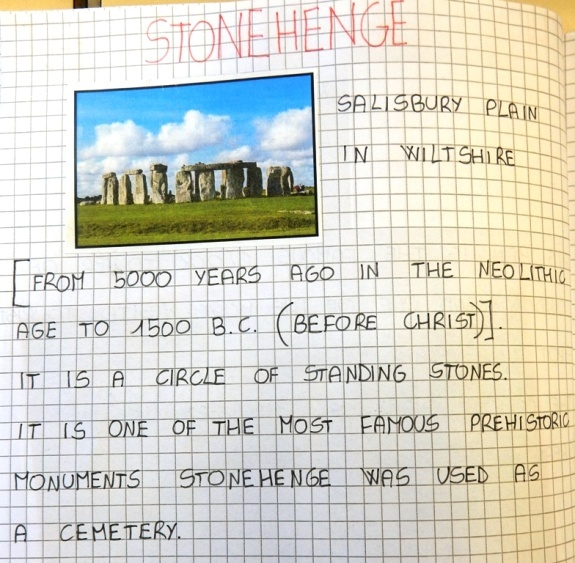 STONEHENGE
SALISBURY PLAIN
IN WILTSHIRE
[FROM 5000 YEARS AGO IN THE NEOLITHIC
AGE TO 1500 B.C. (BEFORE CHRIST)].
IT IS A CIRCLE OF STANDING STONES.
IT IS ONE OF THE MOST FAMOUS PREHISTORIC
MONUMENTS STONEHENGE WAS USED AS
A CEMETERY.